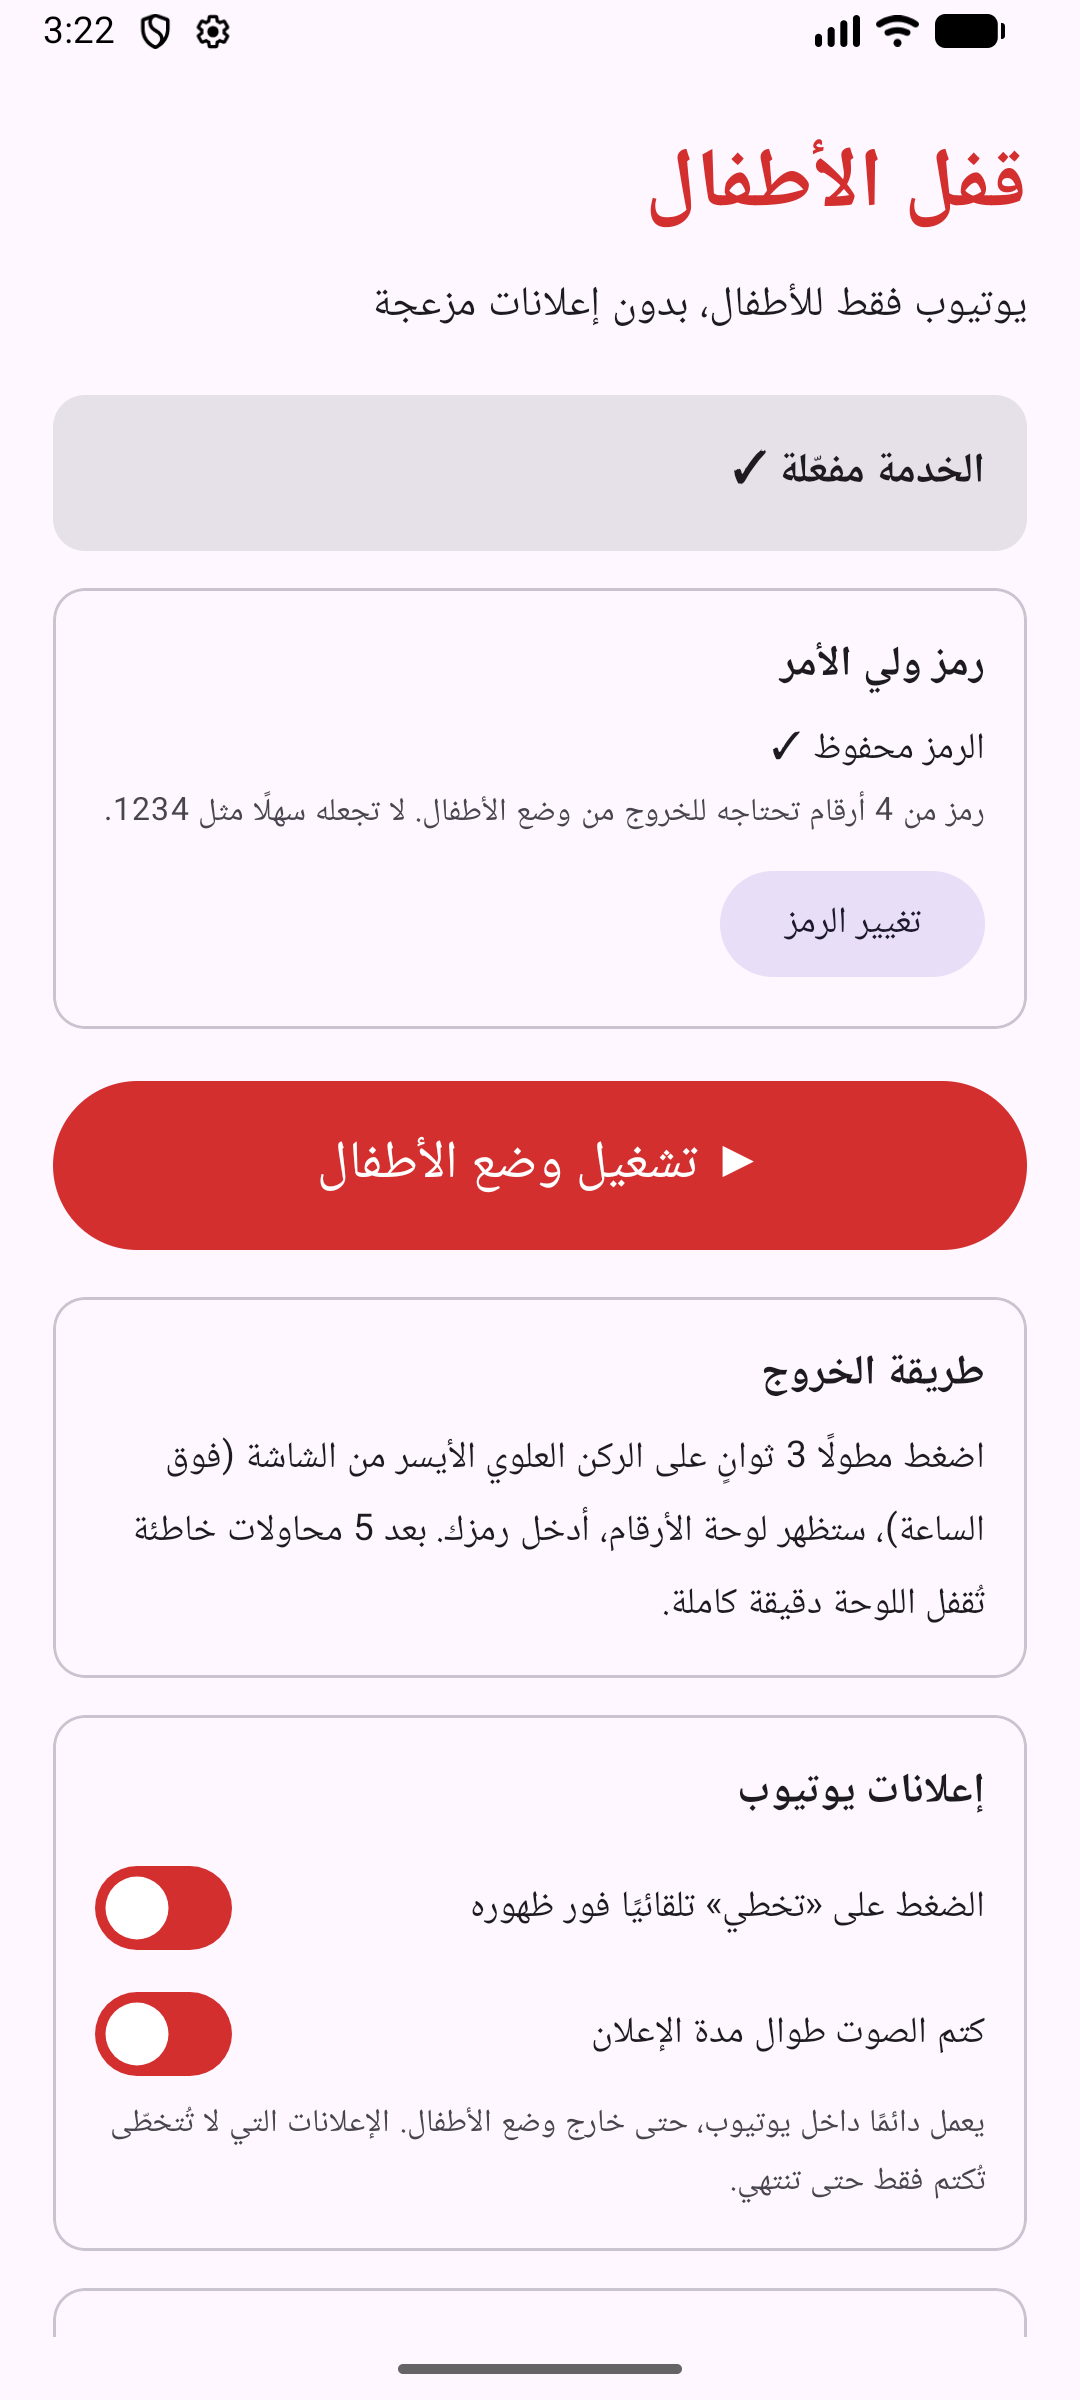 3:22
قفل الأطفال
يوتيوب فقط للأطفال، بدون إعلانات مزعجة
الخدمة مفعّلة ✓
رمز ولي الأمر
الرمز محفوظ ✓
رمز من 4 أرقام تحتاجه للخروج من وضع الأطفال. لا تجعله سهلًا مثل 1234.
تغيير الرمز
▶ تشغيل وضع الأطفال
طريقة الخروج
اضغط مطولًا 3 ثوانٍ على الركن العلوي الأيسر من الشاشة (فوق
الساعة)، ستظهر لوحة الأرقام، أدخل رمزك. بعد 5 محاولات خاطئة
تُقفل اللوحة دقيقة كاملة.
إعلانات يوتيوب
الضغط على «تخطي» تلقائيًا فور ظهوره
كتم الصوت طوال مدة الإعلان
يعمل دائمًا داخل يوتيوب، حتى خارج وضع الأطفال. الإعلانات التي لا تُتخطّى
تُكتم فقط حتى تنتهي.